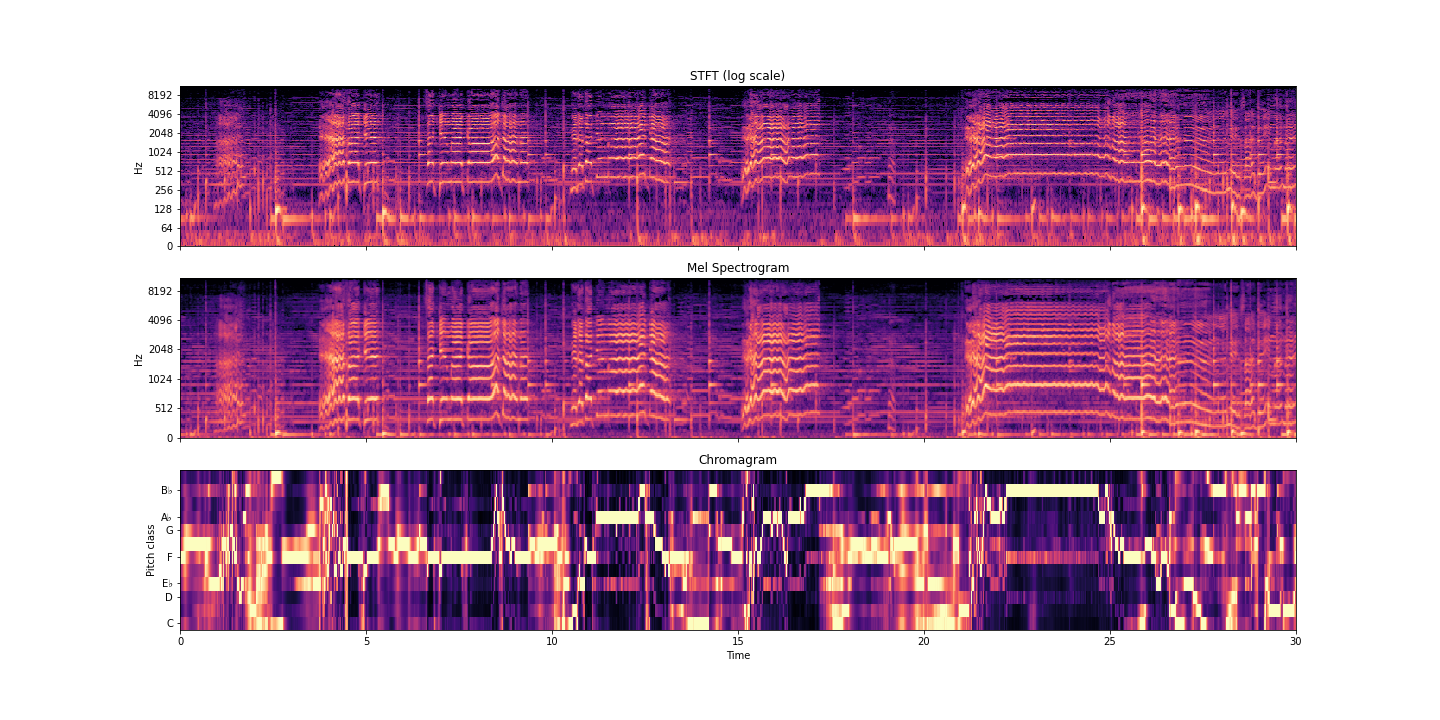 STFT (log scale)
8192
4096
2048
1024
512
256
128
64
0
Hz
Mel Spectrogram
8192
4096
2048
1024
512
0
Hz
Chromagram
B♭
A♭
G
F
E♭
D
C
Pitch class
0 5 10 15 20 25 30
Time